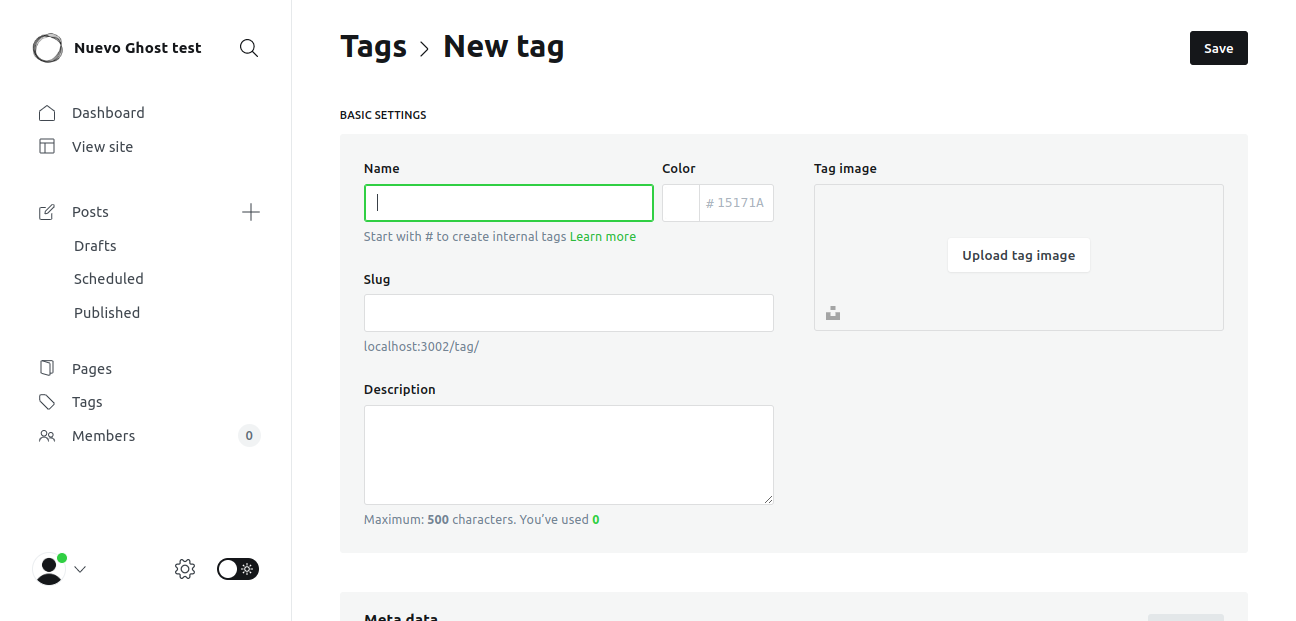 Nuevo Ghost test
Dashboard
View site
Posts
Drafts
Scheduled
Published
Pages
Tags
Members 0
Tags > New tag
Save
BASIC SETTINGS
Name
Color
Tag image
# 15171A
Start with # to create internal tags Learn more
Upload tag image
Slug
localhost:3002/tag/
Description
Maximum: 500 characters. You’ve used 0
Meta data